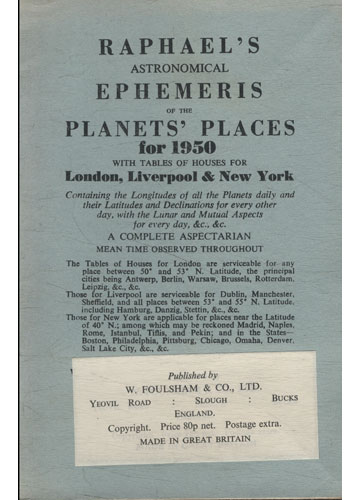 RAPHAEL'S
ASTRONOMICAL
EPHEMERIS
OF THE
PLANETS' PLACES
for 1950
WITH TABLES OF HOUSES FOR
London, Liverpool & New York
Containing the Longitudes of all the Planets daily and
their Latitudes and Declinations for every other
day, with the Lunar and Mutual Aspects
for every day, &c., &c.
A COMPLETE ASPECTARIAN
MEAN TIME OBSERVED THROUGHOUT
The Tables of Houses for London are serviceable for any
place between 50° and 53° N. Latitude, the principal
cities being Antwerp, Berlin, Warsaw, Brussels, Rotterdam,
Leipzig, &c., &c.
Those for Liverpool are serviceable for Dublin, Manchester,
Sheffield, and all places between 53° and 55° N. Latitude,
including Hamburg, Danzig, Stettin, &c., &c.
Those for New York are applicable for places near the Latitude
of 40° N.; among which may be reckoned Madrid, Naples,
Rome, Istanbul, Tiflis, and Pekin; and in the States—
Boston, Philadelphia, Pittsburg, Chicago, Omaha, Denver,
Salt Lake City, &c., &c.
Published by
W. FOULSHAM & CO., LTD.
YEOVIL ROAD : SLOUGH : BUCKS
ENGLAND.
Copyright. Price 80p net. Postage extra.
MADE IN GREAT BRITAIN